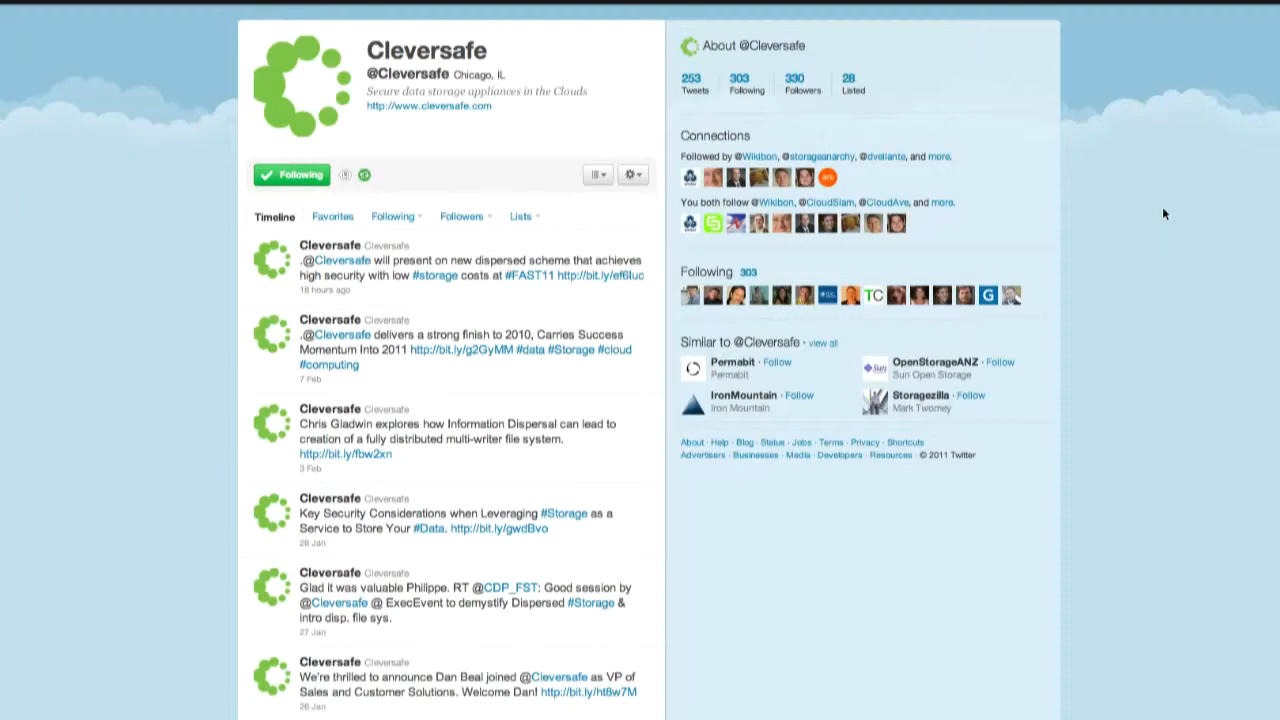 Cleversafe
@Cleversafe Chicago, IL
Secure data storage appliances in the Clouds
http://www.cleversafe.com
Following
Timeline Favorites Following Followers Lists
Cleversafe Cleversafe
.@Cleversafe will present on new dispersed scheme that achieves
high security with low #storage costs at #FAST11 http://bit.ly/ef6luc
18 hours ago
Cleversafe Cleversafe
.@Cleversafe delivers a strong finish to 2010, Carries Success
Momentum Into 2011 http://bit.ly/g2GyMM #data #Storage #cloud
#computing
7 Feb
Cleversafe Cleversafe
Chris Gladwin explores how Information Dispersal can lead to
creation of a fully distributed multi-writer file system.
http://bit.ly/fbw2xn
3 Feb
Cleversafe Cleversafe
Key Security Considerations when Leveraging #Storage as a
Service to Store Your #Data. http://bit.ly/gwdBvo
28 Jan
Cleversafe Cleversafe
Glad it was valuable Philippe. RT @CDP_FST: Good session by
@Cleversafe @ ExecEvent to demystify Dispersed #Storage &
intro disp. file sys.
27 Jan
Cleversafe Cleversafe
We're thrilled to announce Dan Beal joined @Cleversafe as VP of
Sales and Customer Solutions. Welcome Dan! http://bit.ly/ht8w7M
26 Jan
About @Cleversafe
253 303 330 28
Tweets Following Followers Listed
Connections
Followed by @Wikibon, @storageanarchy, @dvellante, and more.
ars
You both follow @Wikibon, @CloudSlam, @CloudAve, and more.
Following 303
TC
G
Similar to @Cleversafe · view all
Permabit · Follow
Permabit
OpenStorageANZ · Follow
Sun Open Storage
Sun
IronMountain · Follow
Iron Mountain
Storagezilla · Follow
Mark Twomey
About · Help · Blog · Status · Jobs · Terms · Privacy · Shortcuts
Advertisers · Businesses · Media · Developers · Resources · © 2011 Twitter